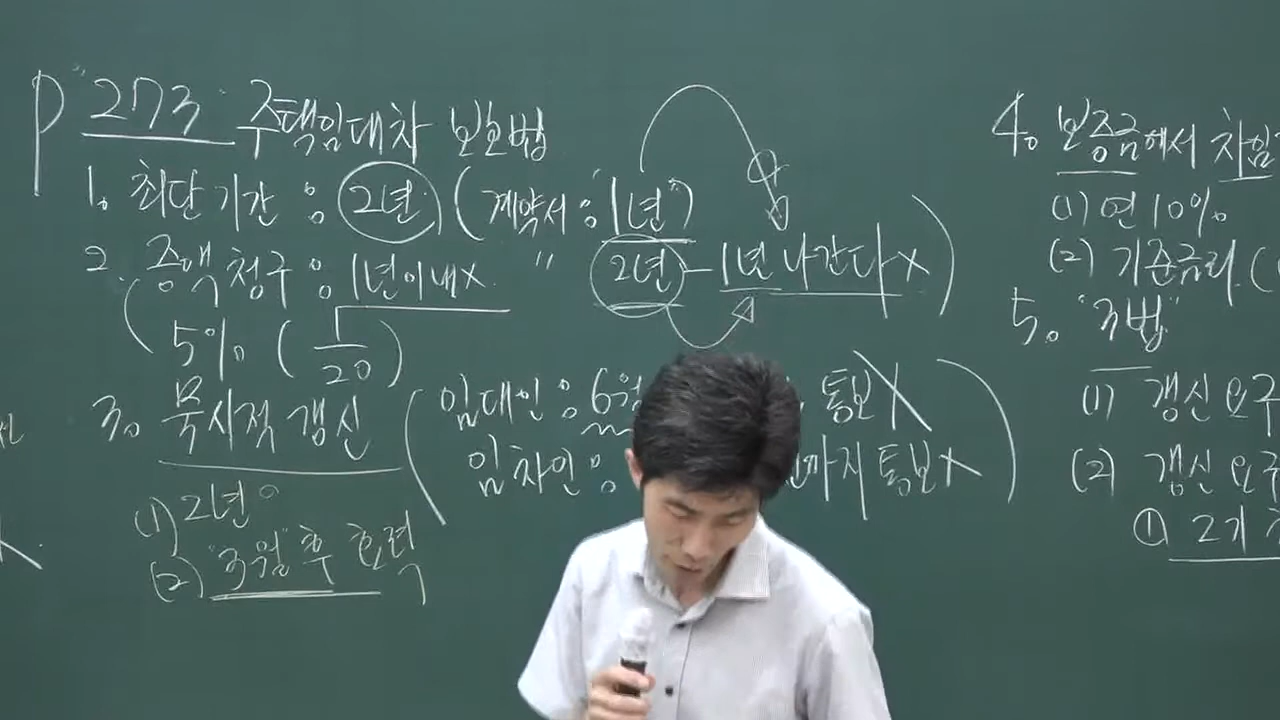 P 273 주택임대차 보호법
1. 최단기간 : 2년 (계약서 : "1년")
2. 증액청구 : 1년이내x
" 2년 - 1년 나간다 x )
( 5% ( 1/20 )
3. 묵시적 갱신
( 임대인 : 6월 통보 X
임차인 : 까지 통보 x )
(1) 2년
(2) "3월" 후 효력
4. 보증금에서 차임
(1) 연 10%
(2) 기준금리 (
5. "3법"
(1) 갱신요구
(2) 갱신요구
① 2기